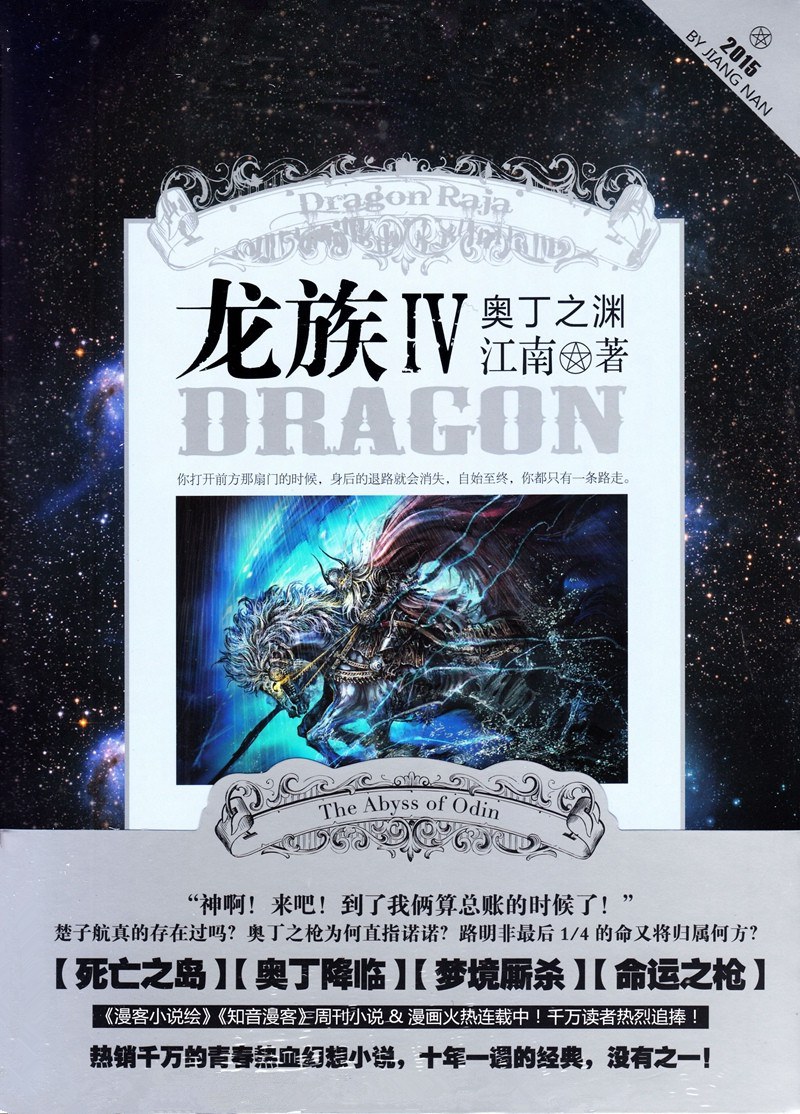 2015
BY JIANG NAN
Dragon Raja
龙族IV 奥丁之渊
江南 著
DRAGON
你打开前方那扇门的时候，身后的退路就会消失，自始至终，你都只有一条路走。
The Abyss of Odin
“神啊！来吧！到了我俩算总账的时候了！”
楚子航真的存在过吗？奥丁之枪为何直指诺诺？路明非最后1/4的命又将归属何方？
【死亡之岛】【奥丁降临】【梦境厮杀】【命运之枪】
《漫客小说绘》《知音漫客》周刊小说 & 漫画火热连载中！千万读者热烈追捧！
热销千万的青春热血幻想小说，十年一遇的经典，没有之一！